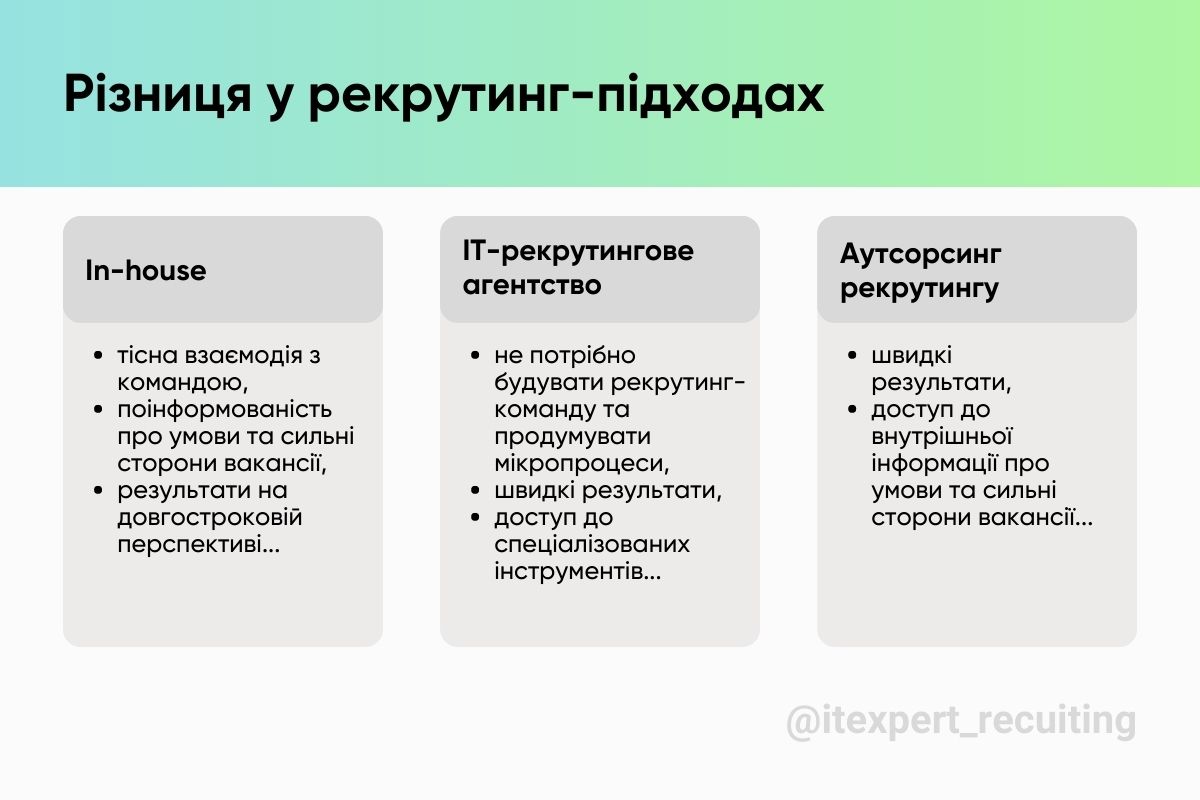 Різниця у рекрутинг-підходах
In-house
тісна взаємодія з
командою,
поінформованість
про умови та сильні
сторони вакансії,
результати на
довгостроковій
перспективі...
ІТ-рекрутингове
агентство
не потрібно
будувати рекрутинг-
команду та
продумувати
мікропроцеси,
швидкі результати,
доступ до
спеціалізованих
інструментів...
Аутсорсинг
рекрутингу
швидкі
результати,
доступ до
внутрішньої
інформації про
умови та сильні
сторони вакансії...
@itexpert_recuiting